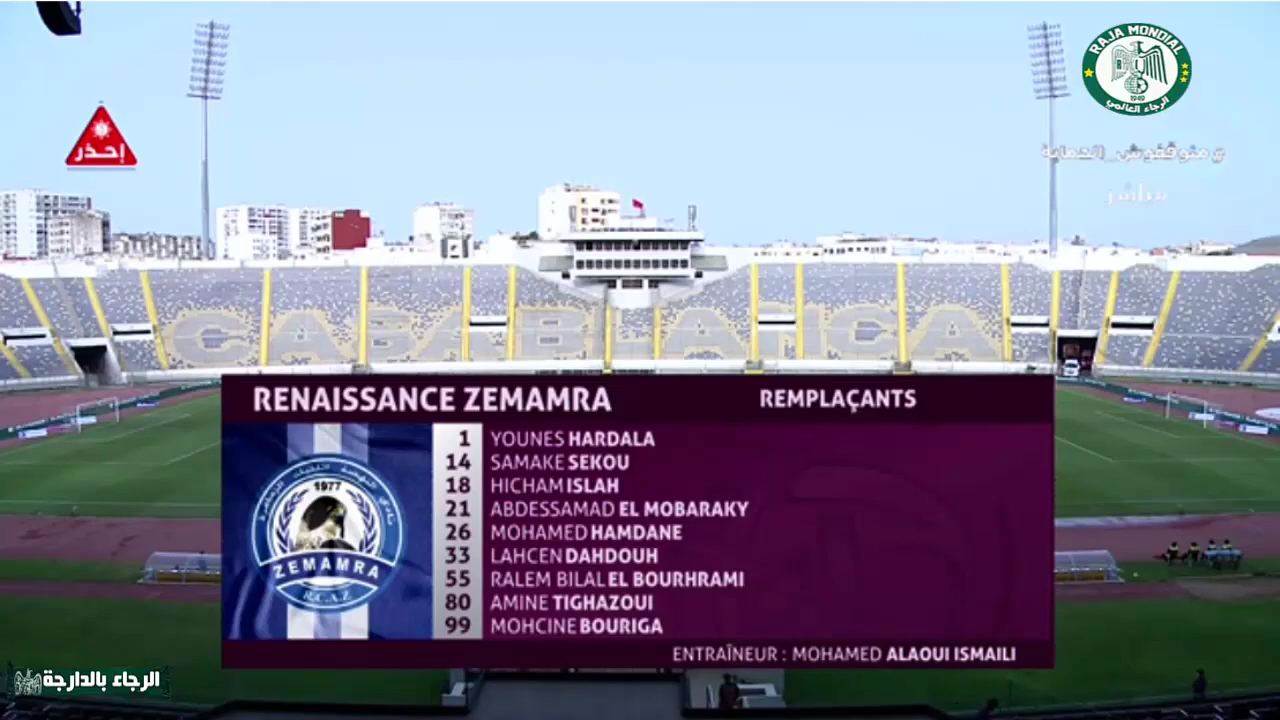 RAJA MONDIAL
1949
الرجاء العالمي
إحذر
مباشر
CASABLANCA
RENAISSANCE ZEMAMRA
REMPLAÇANTS
1 YOUNES HARDALA
14 SAMAKE SEKOU
18 HICHAM ISLAH
21 ABDESSAMAD EL MOBARAKY
26 MOHAMED HAMDANE
33 LAHCEN DAHDOUH
55 RALEM BILAL EL BOURHRAMI
80 AMINE TIGHAZOUI
99 MOHCINE BOURIGA
1977
ZEMAMRA
R.C.A.Z
ENTRAÎNEUR : MOHAMED ALAOUI ISMAILI
الرجاء بالدارجة